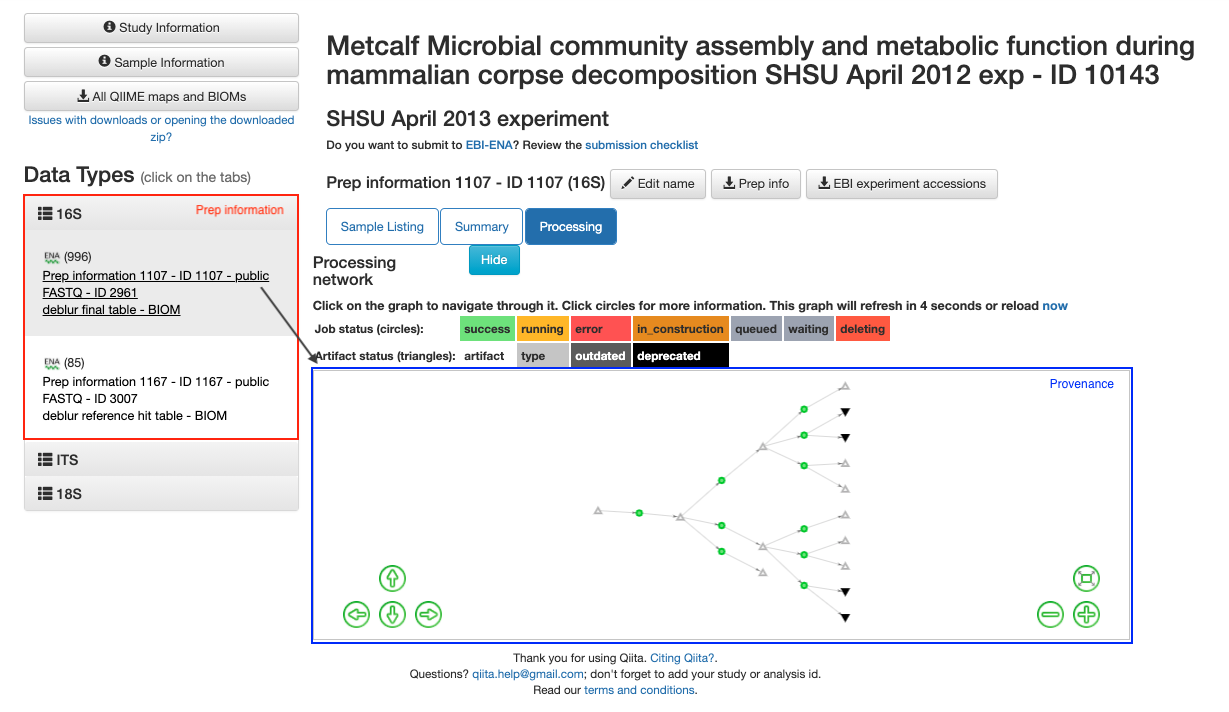 Study Information
Sample Information
All QIIME maps and BIOMs
Issues with downloads or opening the downloaded
zip?
Data Types (click on the tabs)
16S
Prep information
ENA (996)
Prep information 1107 - ID 1107 - public
FASTQ - ID 2961
deblur final table - BIOM
ENA (85)
Prep information 1167 - ID 1167 - public
FASTQ - ID 3007
deblur reference hit table - BIOM
ITS
18S
Metcalf Microbial community assembly and metabolic function during
mammalian corpse decomposition SHSU April 2012 exp - ID 10143
SHSU April 2013 experiment
Do you want to submit to EBI-ENA? Review the submission checklist
Prep information 1107 - ID 1107 (16S) Edit name Prep info EBI experiment accessions
Sample Listing Summary Processing
Processing
network
Hide
Click on the graph to navigate through it. Click circles for more information. This graph will refresh in 4 seconds or reload now
Job status (circles): success running error in_construction queued waiting deleting
Artifact status (triangles): artifact type outdated deprecated
Provenance
Thank you for using Qiita. Citing Qiita?.
Questions? qiita.help@gmail.com; don't forget to add your study or analysis id.
Read our terms and conditions.